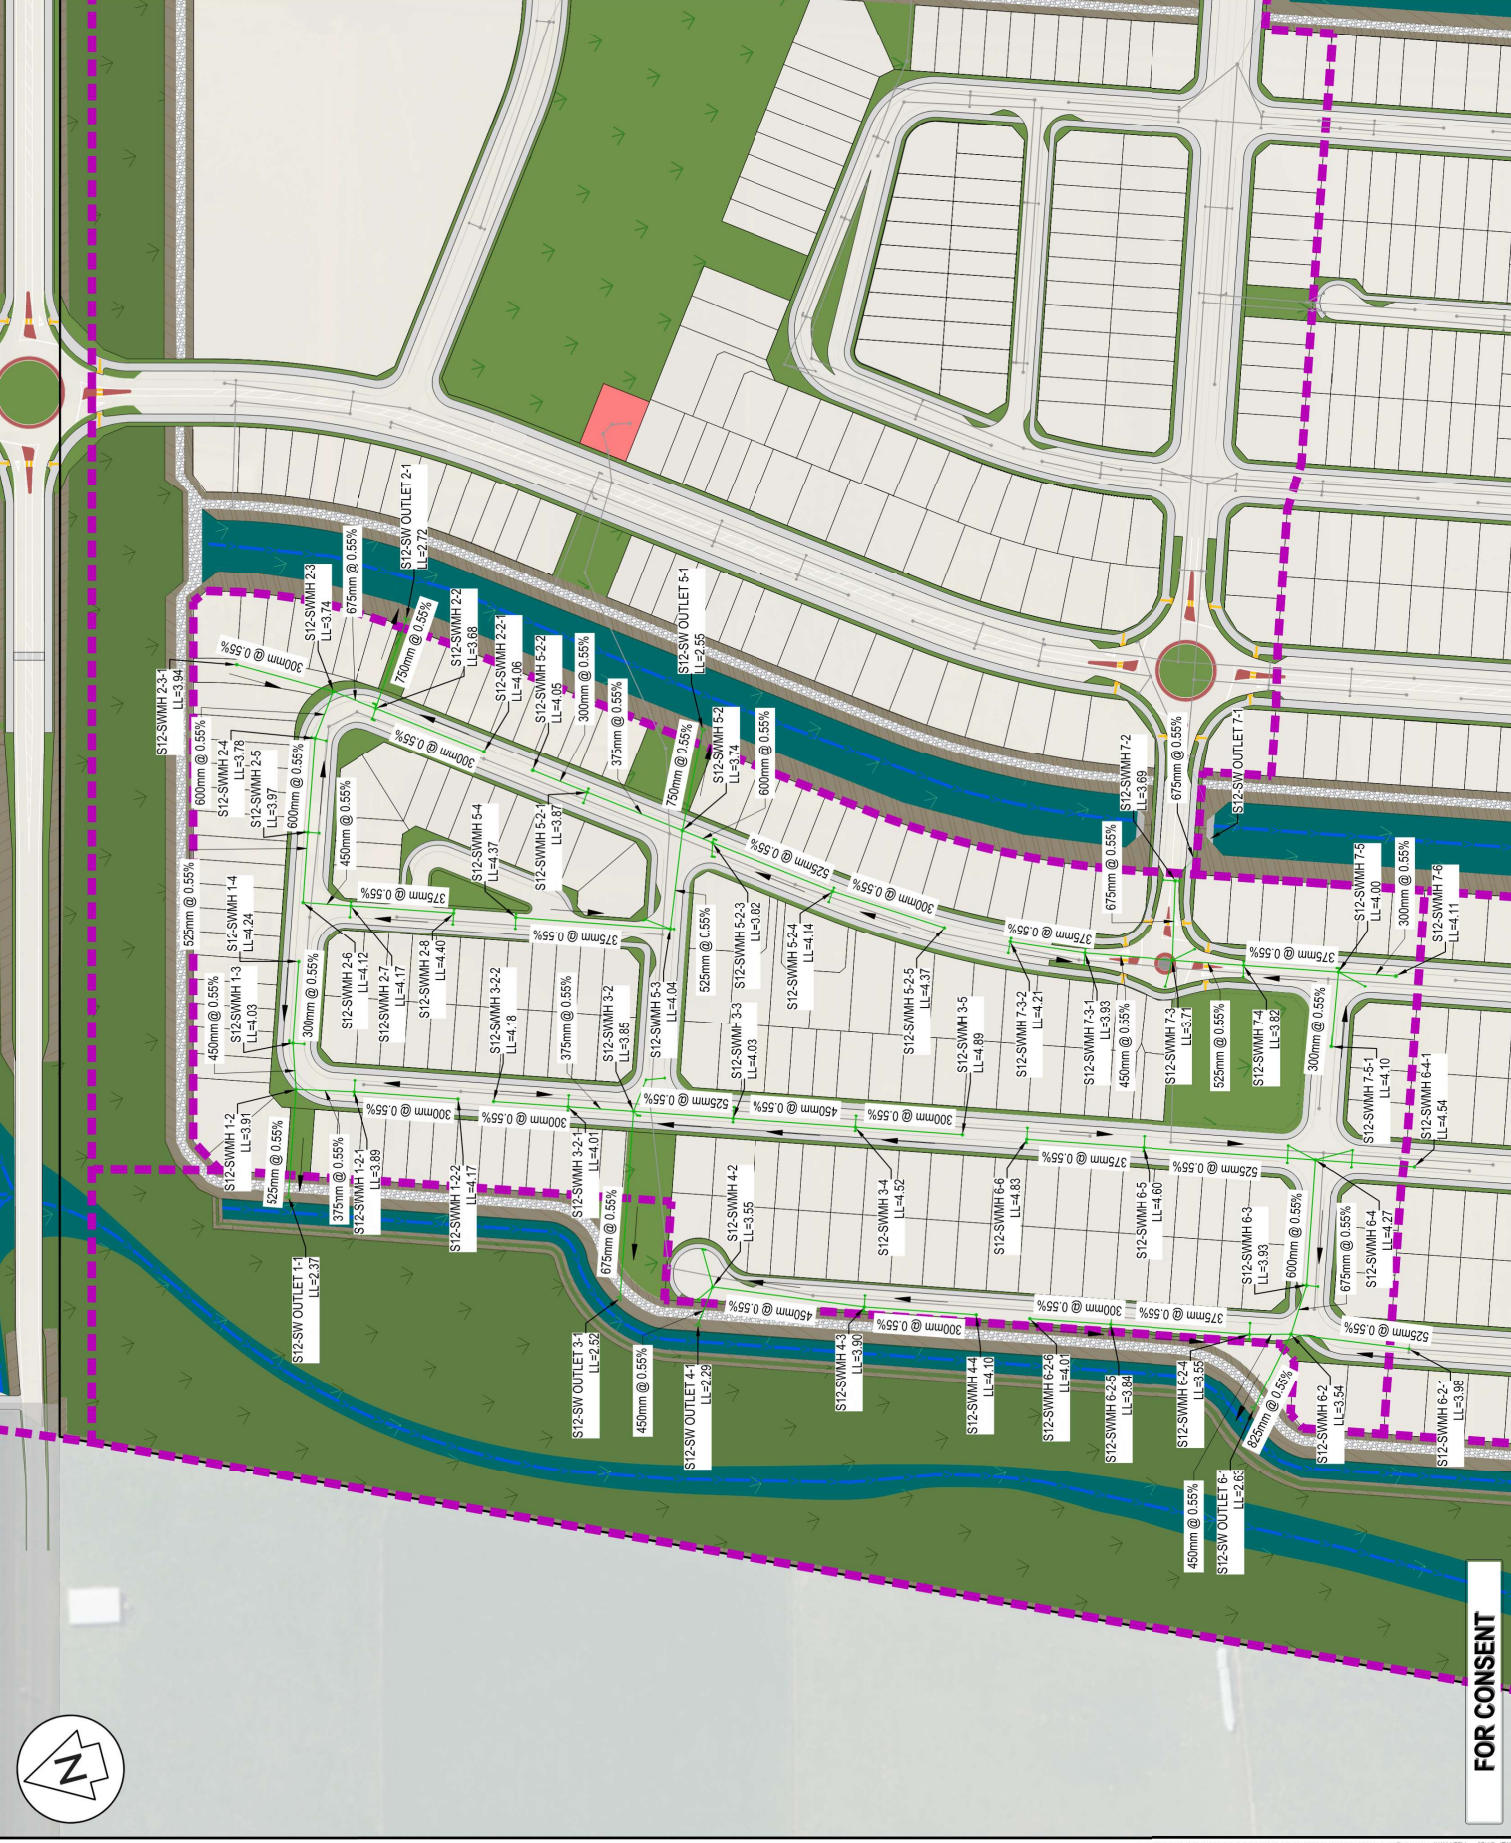 S12-SWMH 2-3-1
LL=3.94
300mm @ 0.55%
S12-SWMH 2-3
LL=3.74
675mm @ 0.55%
S12-SW OUTLET 2-1
LL=2.72
750mm @ 0.55%
S12-SWMH 2-2
LL=3.68
S12-SWMH 2-2-1
LL=4.06
S12-SWMH 5-2-2
LL=4.05
300mm @ 0.55%
375mm @ 0.55%
S12-SW OUTLET 5-1
LL=2.55
600mm @ 0.55%
S12-SWMH 2-4
LL=3.78
S12-SWMH 2-5
LL=3.97
600mm @ 0.55%
450mm @ 0.55%
300mm @ 0.55%
S12-SWMH 5-4
LL=4.37
S12-SWMH 5-2-1
LL=3.87
750mm @ 0.55%
S12-SWMH 5-2
LL=3.74
600mm @ 0.55%
525mm @ 0.55%
S12-SWMH 1-4
LL=4.24
375mm @ 0.55%
375mm @ 0.55%
525mm @ 0.55%
300mm @ 0.55%
450mm @ 0.55%
S12-SWMH 1-3
LL=4.03
300mm @ 0.55%
S12-SWMH 2-6
LL=4.12
S12-SWMH 2-7
LL=4.17
S12-SWMH 2-8
LL=4.40
S12-SWMH 3-2-2
LL=4.18
375mm @ 0.55%
S12-SWMH 3-2
LL=3.85
S12-SWMH 5-3
LL=4.04
525mm @ 0.55%
S12-SWMH 5-2-3
LL=3.82
S12-SWMH 3-3
LL=4.03
S12-SWMH 5-2-4
LL=4.14
S12-SWMH 5-2-5
LL=4.37
S12-SWMH 3-5
LL=4.89
S12-SWMH 7-3-2
LL=4.21
375mm @ 0.55%
S12-SWMH 7-3-1
LL=3.93
450mm @ 0.55%
675mm @ 0.55%
S12-SWMH 7-2
LL=3.69
675mm @ 0.55%
S12-SW OUTLET 7-1
S12-SWMH 7-3
LL=3.71
525mm @ 0.55%
S12-SWMH 7-4
LL=3.82
375mm @ 0.55%
300mm @ 0.55%
S12-SWMH 7-5
LL=4.00
300mm @ 0.55%
S12-SWMH 7-6
LL=4.11
S12-SWMH 7-5-1
LL=4.10
S12-SWMH 6-4-1
LL=4.54
S12-SWMH 1-2
LL=3.91
525mm @ 0.55%
375mm @ 0.55%
S12-SWMH 1-2-1
LL=3.89
300mm @ 0.55%
S12-SWMH 1-2-2
LL=4.17
300mm @ 0.55%
S12-SWMH 3-2-1
LL=4.01
675mm @ 0.55%
525mm @ 0.55%
450mm @ 0.55%
300mm @ 0.55%
S12-SWMH 4-2
LL=3.55
S12-SWMH 3-4
LL=4.52
S12-SWMH 6-6
LL=4.83
375mm @ 0.55%
S12-SWMH 6-5
LL=4.60
525mm @ 0.55%
S12-SWMH 6-3
LL=3.93
600mm @ 0.55%
675mm @ 0.55%
S12-SWMH 6-4
LL=4.27
S12-SW OUTLET 1-1
LL=2.37
S12-SW OUTLET 3-1
LL=2.52
450mm @ 0.55%
S12-SW OUTLET 4-1
LL=2.29
450mm @ 0.55%
S12-SWMH 4-3
LL=3.90
300mm @ 0.55%
S12-SWMH 4-4
LL=4.10
300mm @ 0.55%
S12-SWMH 6-2-6
LL=4.01
375mm @ 0.55%
S12-SWMH 6-2-5
LL=3.84
S12-SWMH 6-2-4
LL=3.55
825mm @ 0.55%
S12-SWMH 6-2
LL=3.54
525mm @ 0.55%
S12-SWMH 6-2-
LL=3.98
450mm @ 0.55%
S12-SW OUTLET 6-
LL=2.63
N
FOR CONSENT